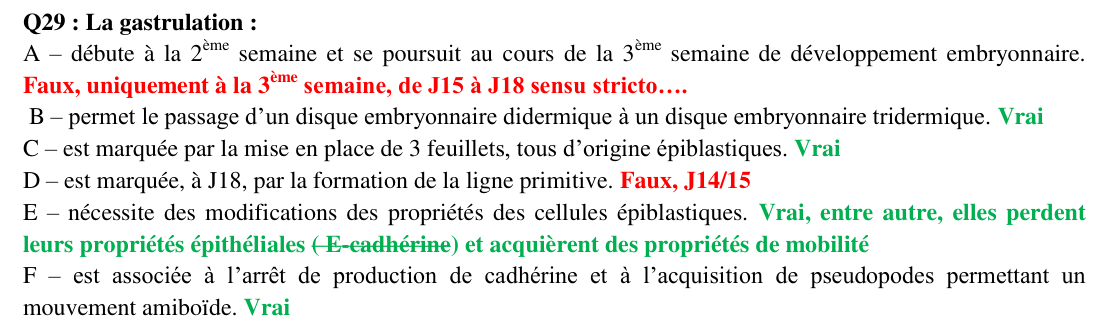 Q29 : La gastrulation :
A – débute à la 2ème semaine et se poursuit au cours de la 3ème semaine de développement embryonnaire.
Faux, uniquement à la 3ème semaine, de J15 à J18 sensu stricto….
B – permet le passage d’un disque embryonnaire didermique à un disque embryonnaire tridermique. Vrai
C – est marquée par la mise en place de 3 feuillets, tous d’origine épiblastiques. Vrai
D – est marquée, à J18, par la formation de la ligne primitive. Faux, J14/15
E – nécessite des modifications des propriétés des cellules épiblastiques. Vrai, entre autre, elles perdent
leurs propriétés épithéliales ( E-cadhérine) et acquièrent des propriétés de mobilité
F – est associée à l’arrêt de production de cadhérine et à l’acquisition de pseudopodes permettant un
mouvement amiboïde. Vrai